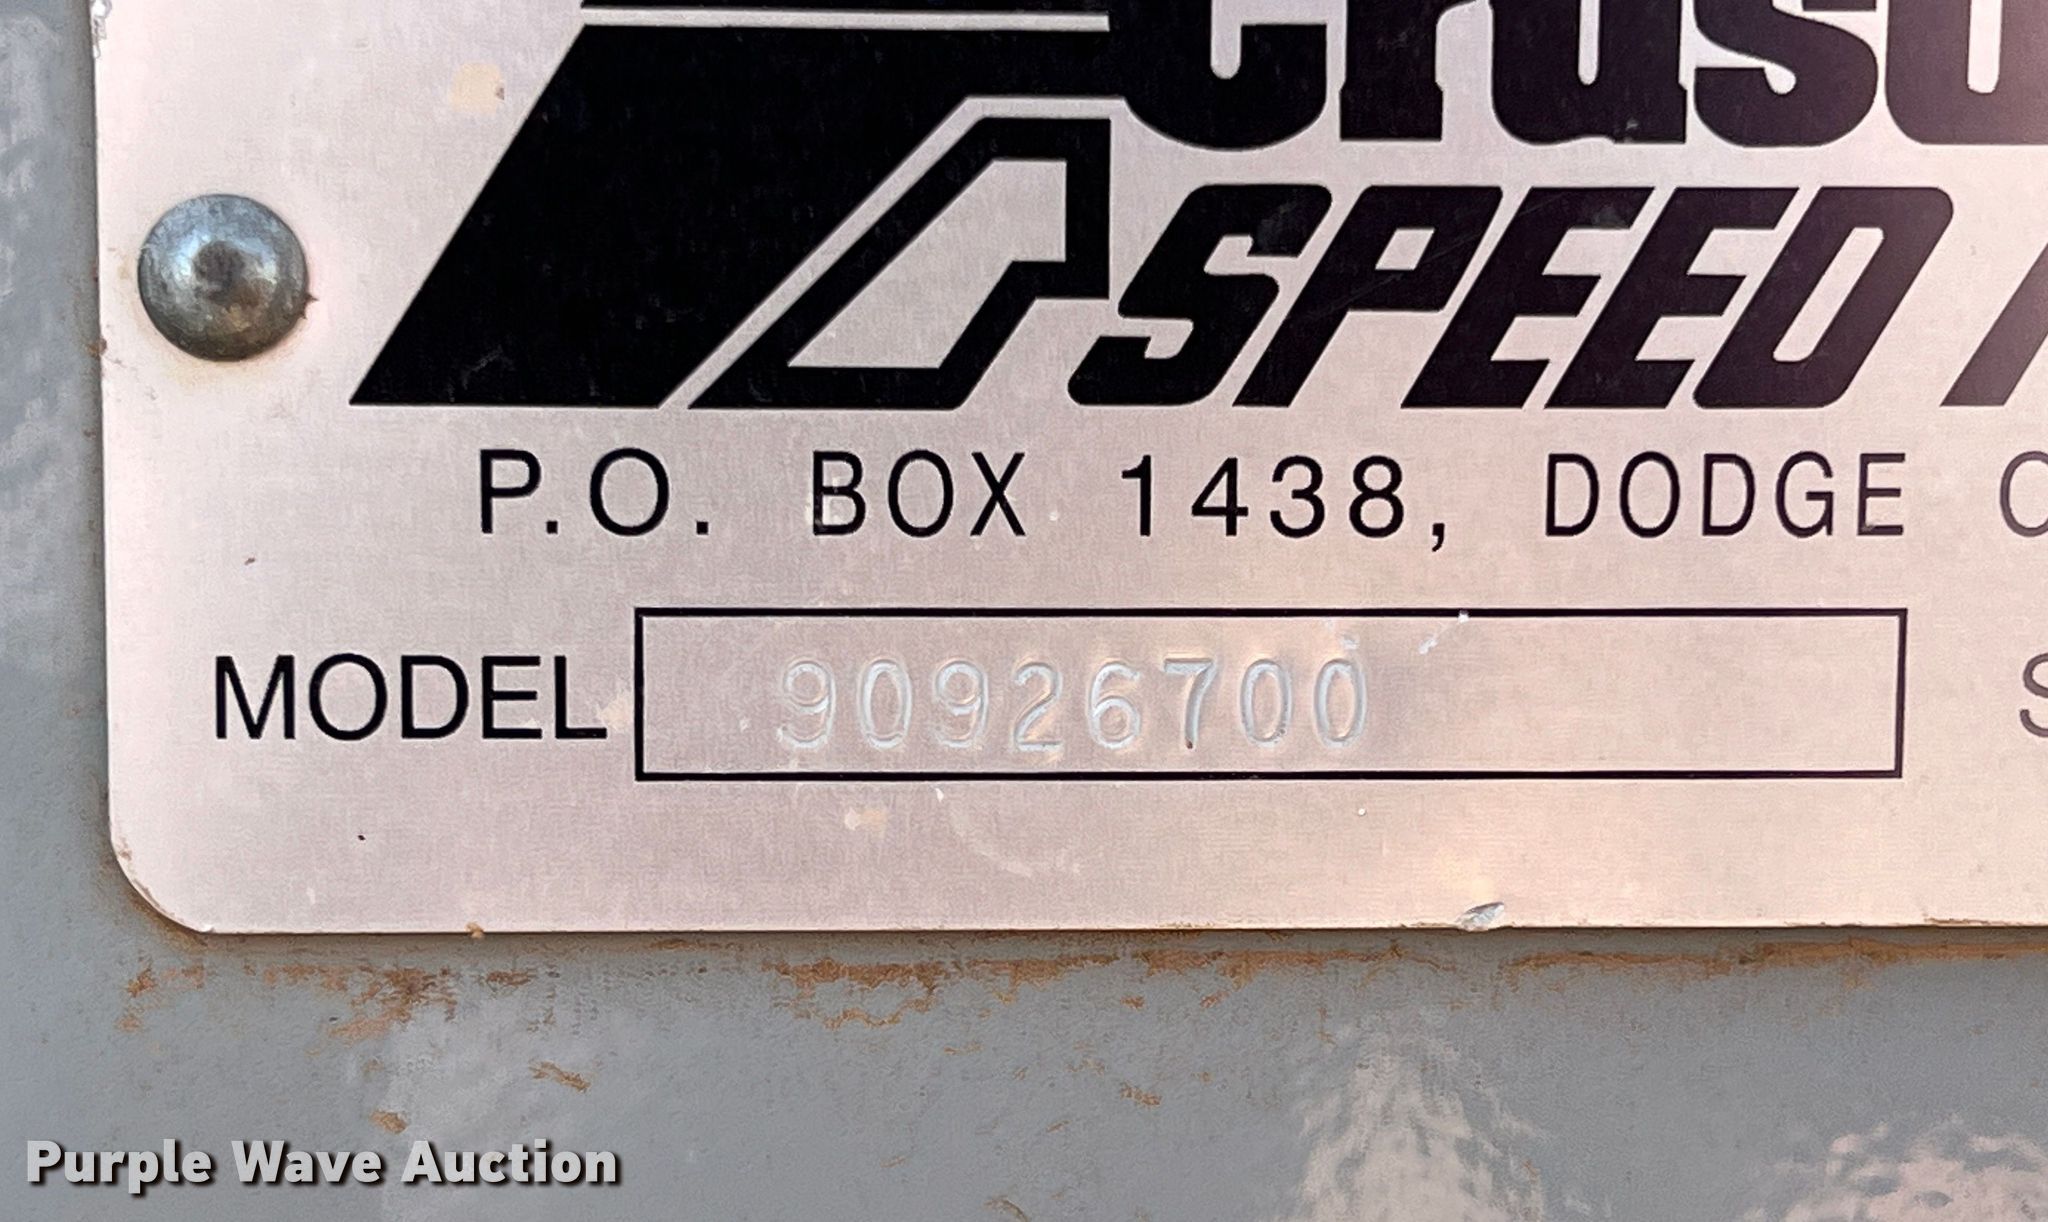 SPEED
P.O. BOX 1438, DODGE
MODEL 90926700
Purple Wave Auction